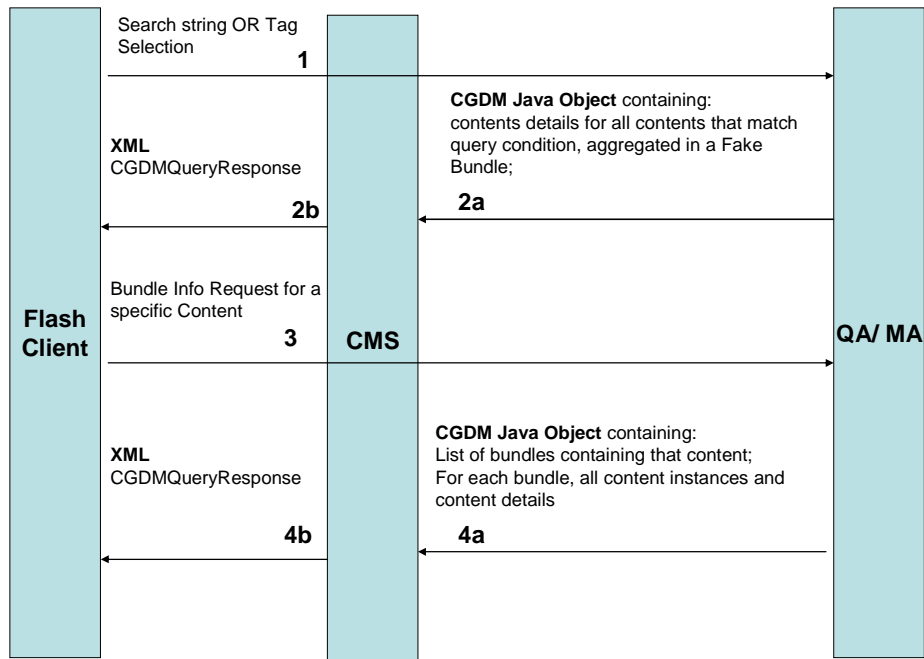 Search string OR Tag
Selection
1
CGDM Java Object containing:
contents details for all contents that match
query condition, aggregated in a Fake
Bundle;
XML
CGDMQueryResponse
2b
2a
Bundle Info Request for a
specific Content
3
Flash
Client
CMS
QA/ MA
CGDM Java Object containing:
List of bundles containing that content;
For each bundle, all content instances and
content details
XML
CGDMQueryResponse
4b
4a